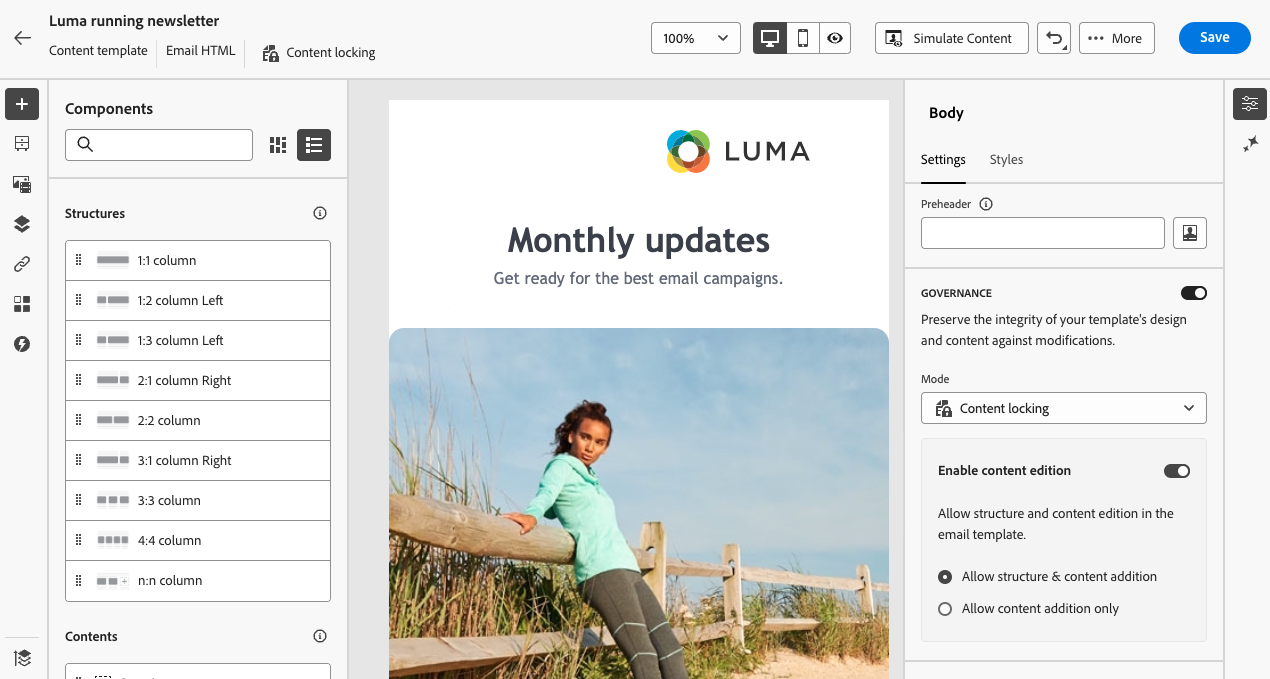 Luma running newsletter
Content template
Email HTML
Content locking
100%
Simulate Content
More
Save
Components
Structures
1:1 column
1:2 column Left
1:3 column Left
2:1 column Right
2:2 column
3:1 column Right
3:3 column
4:4 column
n:n column
Contents
LUMA
Monthly updates
Get ready for the best email campaigns.
Body
Settings
Styles
Preheader
GOVERNANCE
Preserve the integrity of your template's design
and content against modifications.
Mode
Content locking
Enable content edition
Allow structure and content edition in the
email template.
Allow structure & content addition
Allow content addition only